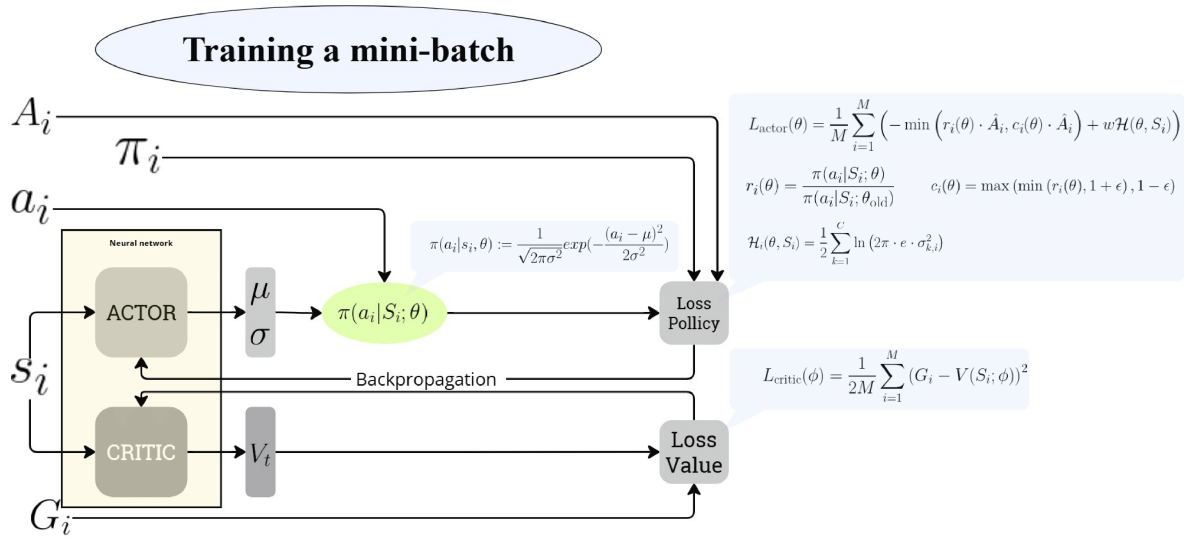 Training a mini-batch
A_i
π_i
a_i
Neural network
ACTOR
μ
σ
π(a_i|s_i, θ) := 1/√(2πσ²) exp(−(a_i − μ)²/2σ²)
π(a_i|S_i; θ)
Loss
Pollicy
L_actor(θ) = 1/M ∑_{i=1}^{M} (− min (r_i(θ) · Â_i, c_i(θ) · Â_i) + wℋ(θ, S_i))
r_i(θ) = π(a_i|S_i; θ)/π(a_i|S_i; θ_old) c_i(θ) = max (min (r_i(θ), 1 + ϵ) , 1 − ϵ)
ℋ_i(θ, S_i) = 1/2 ∑_{k=1}^{C} ln (2π · e · σ²_{k,i})
s_i
Backpropagation
L_critic(ϕ) = 1/2M ∑_{i=1}^{M} (G_i − V(S_i; ϕ))²
CRITIC
V_t
Loss
Value
G_i